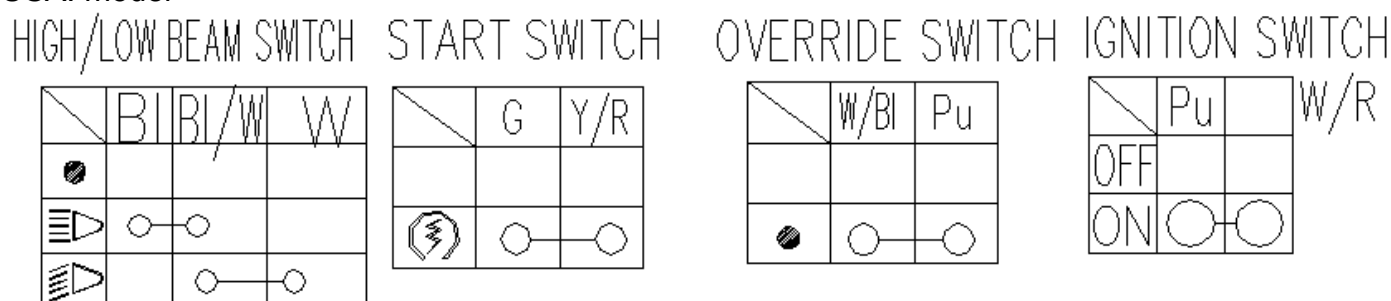 HIGH/LOW BEAM SWITCH START SWITCH OVERRIDE SWITCH IGNITION SWITCH
Bl Bl/W W G Y/R W/Bl Pu Pu W/R
OFF
ON